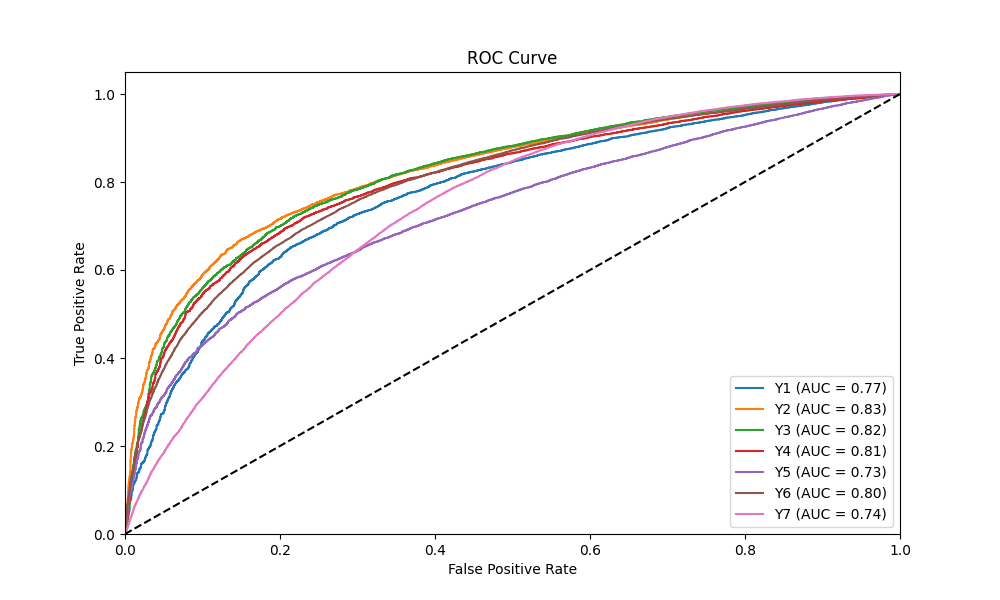 ROC Curve
True Positive Rate
1.0
0.8
0.6
0.4
0.2
0.0
0.0 0.2 0.4 0.6 0.8 1.0
False Positive Rate
Y1 (AUC = 0.77)
Y2 (AUC = 0.83)
Y3 (AUC = 0.82)
Y4 (AUC = 0.81)
Y5 (AUC = 0.73)
Y6 (AUC = 0.80)
Y7 (AUC = 0.74)